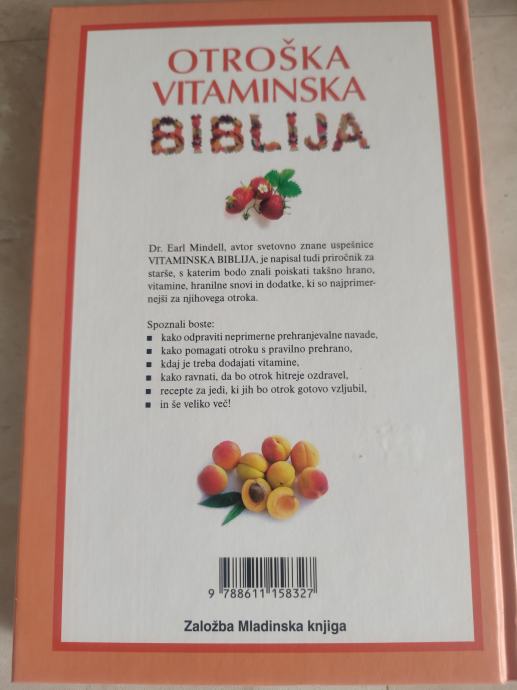 OTROŠKA
VITAMINSKA
BIBLIJA
Dr. Earl Mindell, avtor svetovno znane uspešnice
VITAMINSKA BIBLIJA, je napisal tudi priročnik za
starše, s katerim bodo znali poiskati takšno hrano,
vitamine, hranilne snovi in dodatke, ki so najprimer-
nejši za njihovega otroka.
Spoznali boste:
▪ kako odpraviti neprimerne prehranjevalne navade,
▪ kako pomagati otroku s pravilno prehrano,
▪ kdaj je treba dodajati vitamine,
▪ kako ravnati, da bo otrok hitreje ozdravel,
▪ recepte za jedi, ki jih bo otrok gotovo vzljubil,
▪ in še veliko več!
9 788611 158327
Založba Mladinska knjiga